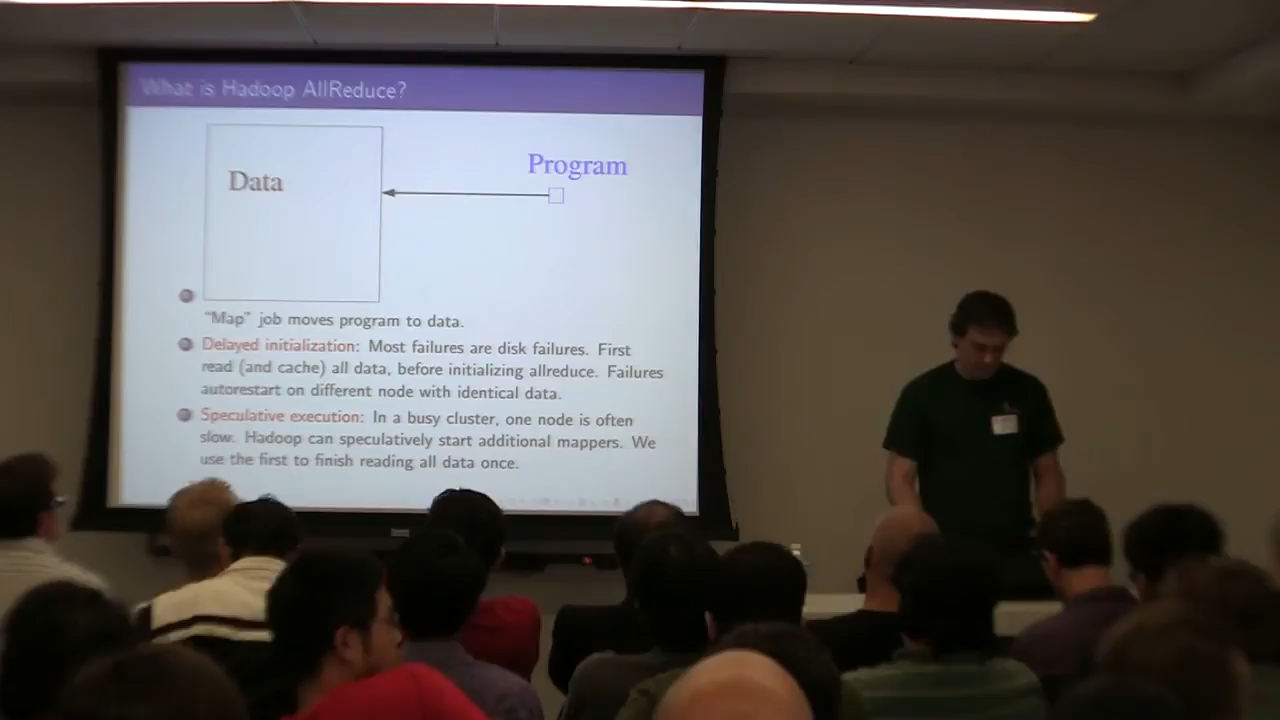 What is Hadoop AllReduce?
Data
Program
"Map" job moves program to data.
Delayed initialization: Most failures are disk failures. First
read (and cache) all data, before initializing allreduce. Failures
autorestart on different node with identical data.
Speculative execution: In a busy cluster, one node is often
slow. Hadoop can speculatively start additional mappers. We
use the first to finish reading all data once.